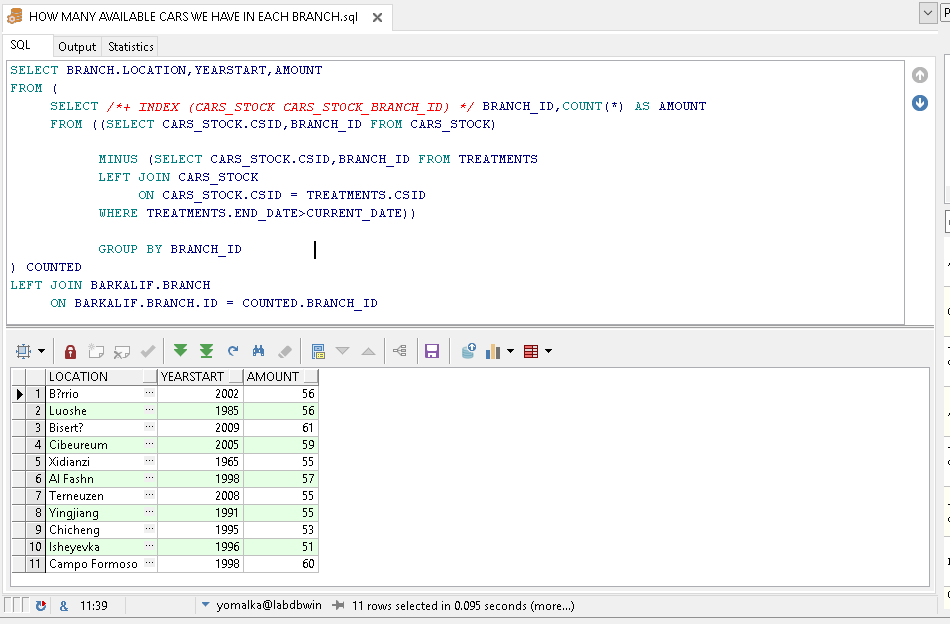 HOW MANY AVAILABLE CARS WE HAVE IN EACH BRANCH.sql
SQL Output Statistics
SELECT BRANCH.LOCATION,YEARSTART,AMOUNT
FROM (
SELECT /*+ INDEX (CARS_STOCK CARS_STOCK_BRANCH_ID) */ BRANCH_ID,COUNT(*) AS AMOUNT
FROM ((SELECT CARS_STOCK.CSID,BRANCH_ID FROM CARS_STOCK)
MINUS (SELECT CARS_STOCK.CSID,BRANCH_ID FROM TREATMENTS
LEFT JOIN CARS_STOCK
ON CARS_STOCK.CSID = TREATMENTS.CSID
WHERE TREATMENTS.END_DATE>CURRENT_DATE))
GROUP BY BRANCH_ID
) COUNTED
LEFT JOIN BARKALIF.BRANCH
ON BARKALIF.BRANCH.ID = COUNTED.BRANCH_ID
LOCATION YEARSTART AMOUNT
1 B?rrio ... 2002 56
2 Luoshe ... 1985 56
3 Bisert? ... 2009 61
4 Cibeureum ... 2005 59
5 Xidianzi ... 1965 55
6 Al Fashn ... 1998 57
7 Terneuzen ... 2008 55
8 Yingjiang ... 1991 55
9 Chicheng ... 1995 53
10 Isheyevka ... 1996 51
11 Campo Formoso ... 1998 60
& 11:39 yomalka@labdbwin 11 rows selected in 0.095 seconds (more...)